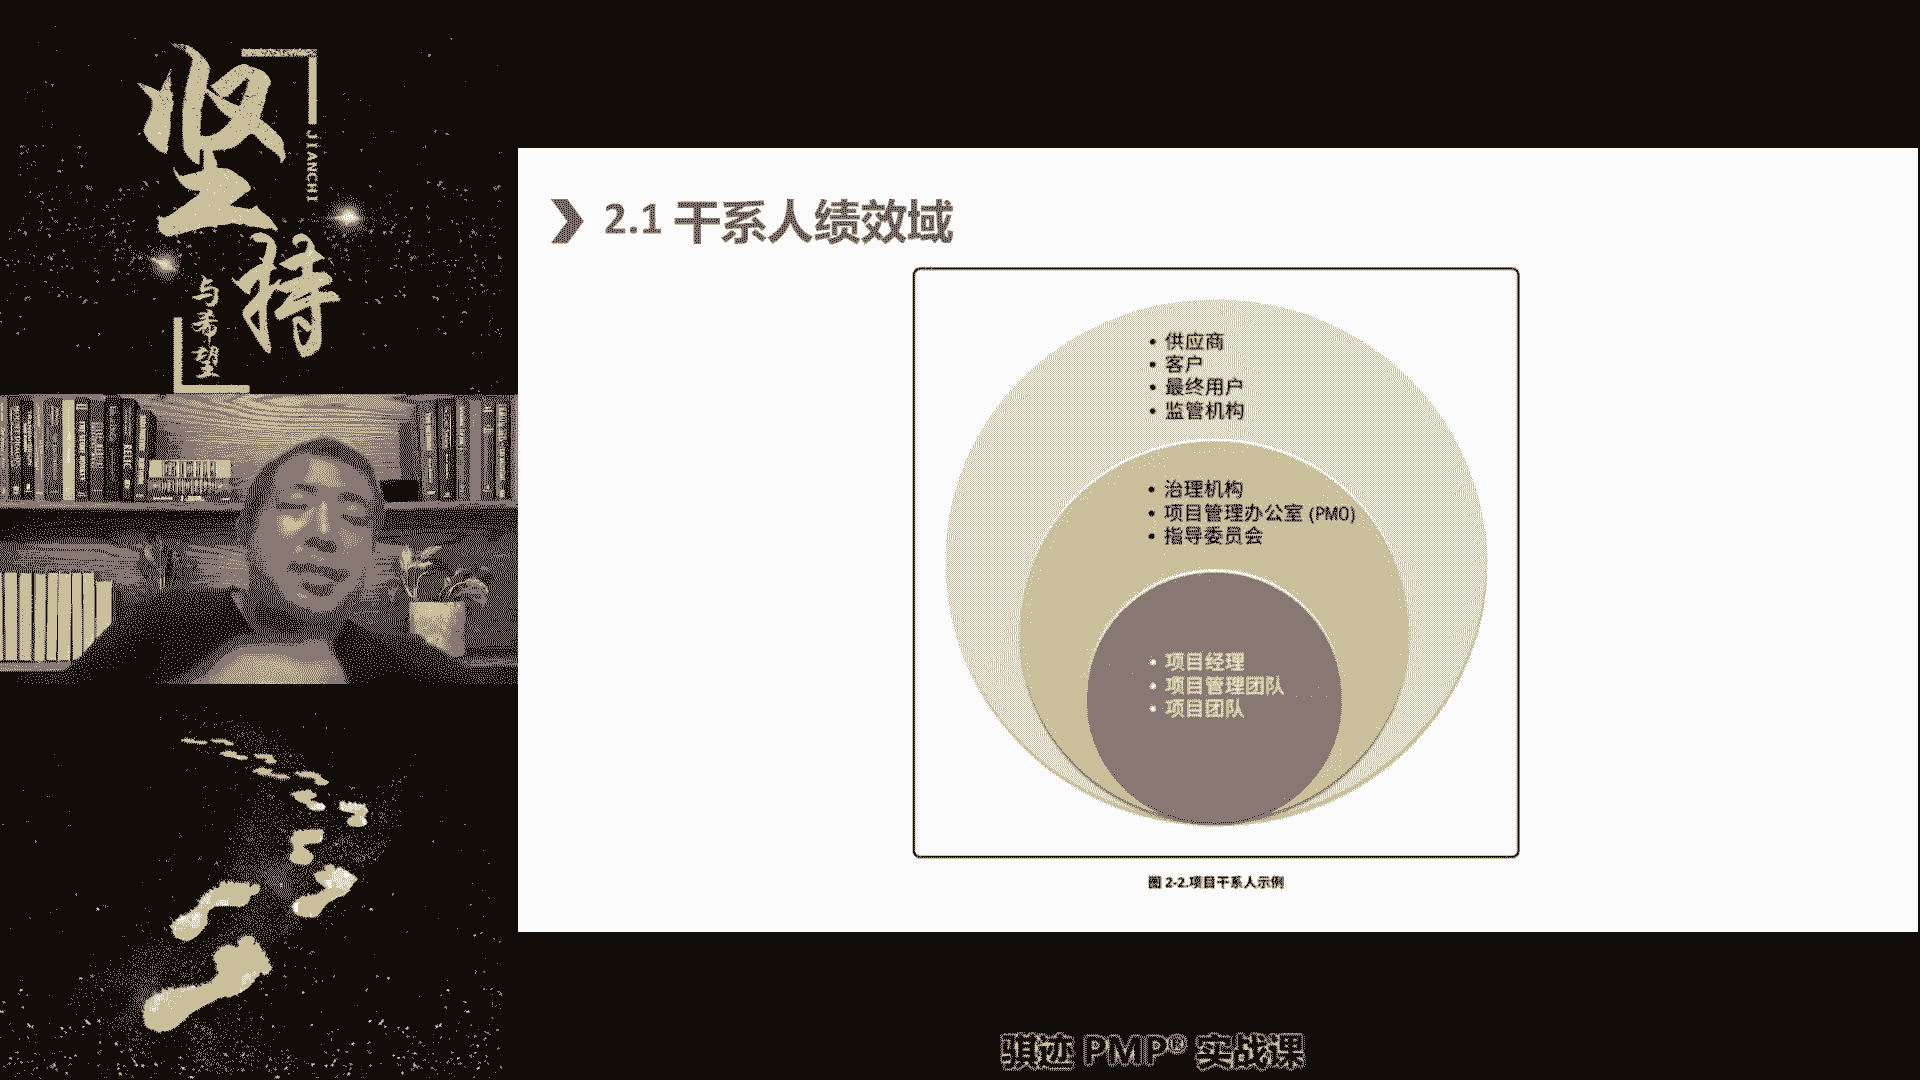 坚持
JIANCHI
与希望
2.1 干系人绩效域
• 供应商
• 客户
• 最终用户
• 监管机构
• 治理机构
• 项目管理办公室 (PMO)
• 指导委员会
• 项目经理
• 项目管理团队
• 项目团队
图 2-2.项目干系人示例
骐迹 PMP® 实战课